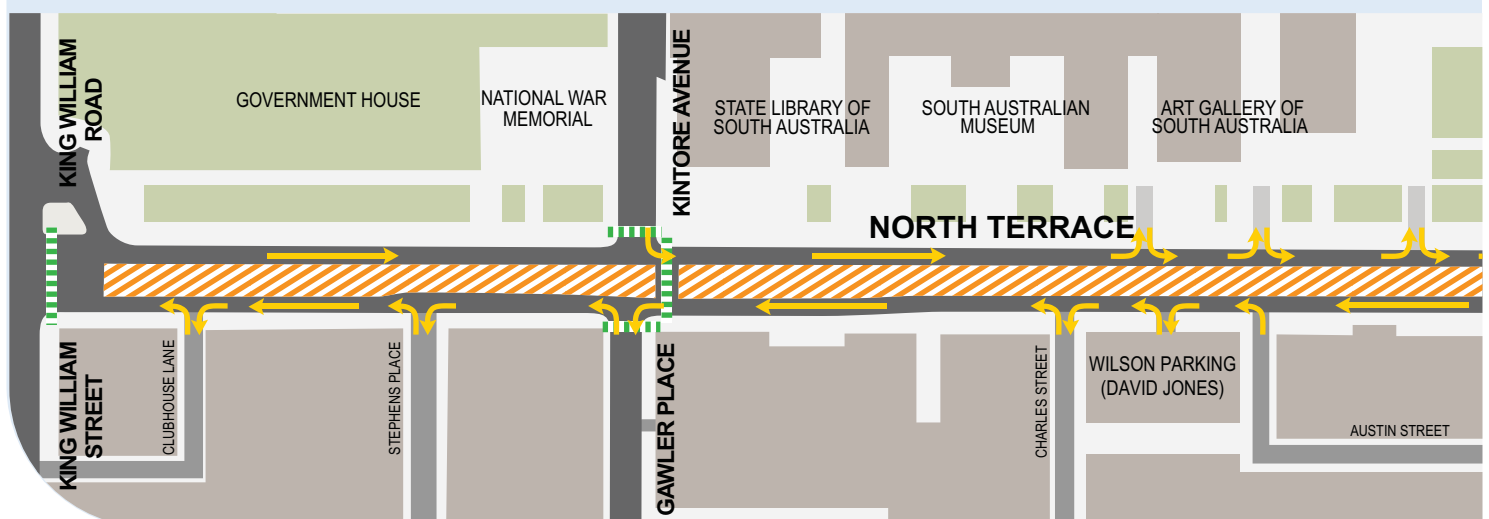 KING WILLIAM
ROAD
GOVERNMENT HOUSE
NATIONAL WAR
MEMORIAL
KINTORE AVENUE
STATE LIBRARY OF
SOUTH AUSTRALIA
SOUTH AUSTRALIAN
MUSEUM
ART GALLERY OF
SOUTH AUSTRALIA
NORTH TERRACE
KING WILLIAM
STREET
CLUBHOUSE LANE
STEPHENS PLACE
GAWLER PLACE
CHARLES STREET
WILSON PARKING
(DAVID JONES)
AUSTIN STREET